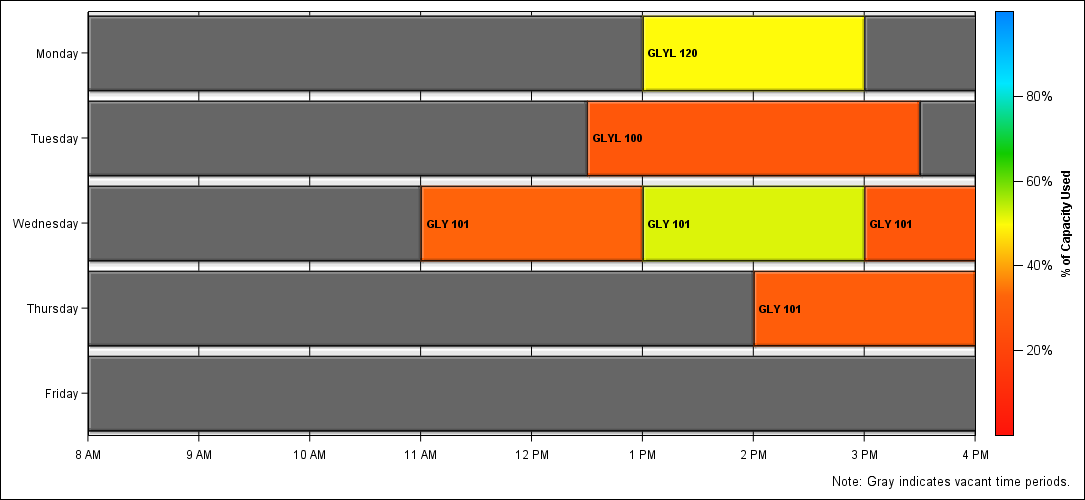 Monday
GLYL 120
Tuesday
GLYL 100
Wednesday
GLY 101
GLY 101
GLY 101
Thursday
GLY 101
Friday
8 AM
9 AM
10 AM
11 AM
12 PM
1 PM
2 PM
3 PM
4 PM
80%
60%
40%
20%
% of Capacity Used
Note: Gray indicates vacant time periods.